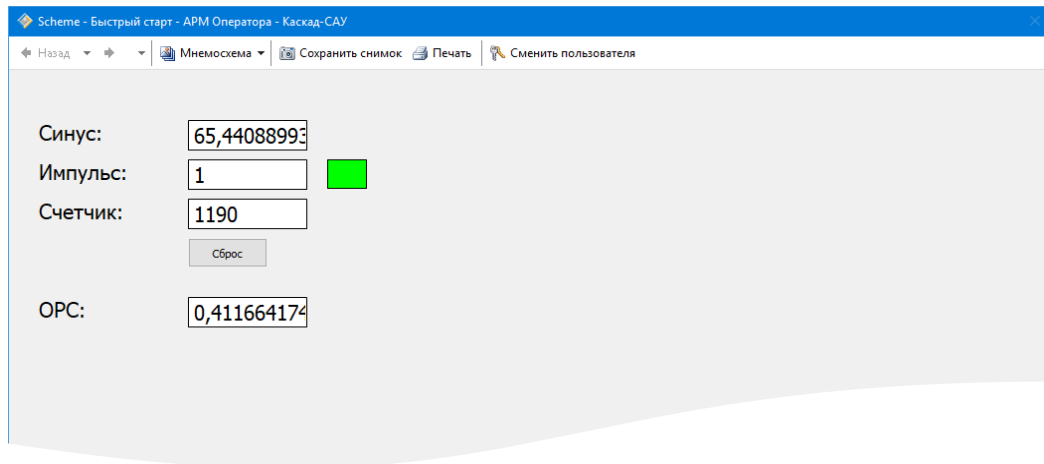 Scheme - Быстрый старт - АРМ Оператора - Каскад-САУ
Назад Мнемосхема Сохранить снимок Печать Сменить пользователя
Синус: 65,44088993
Импульс: 1
Счетчик: 1190
Сброс
OPC: 0,411664174